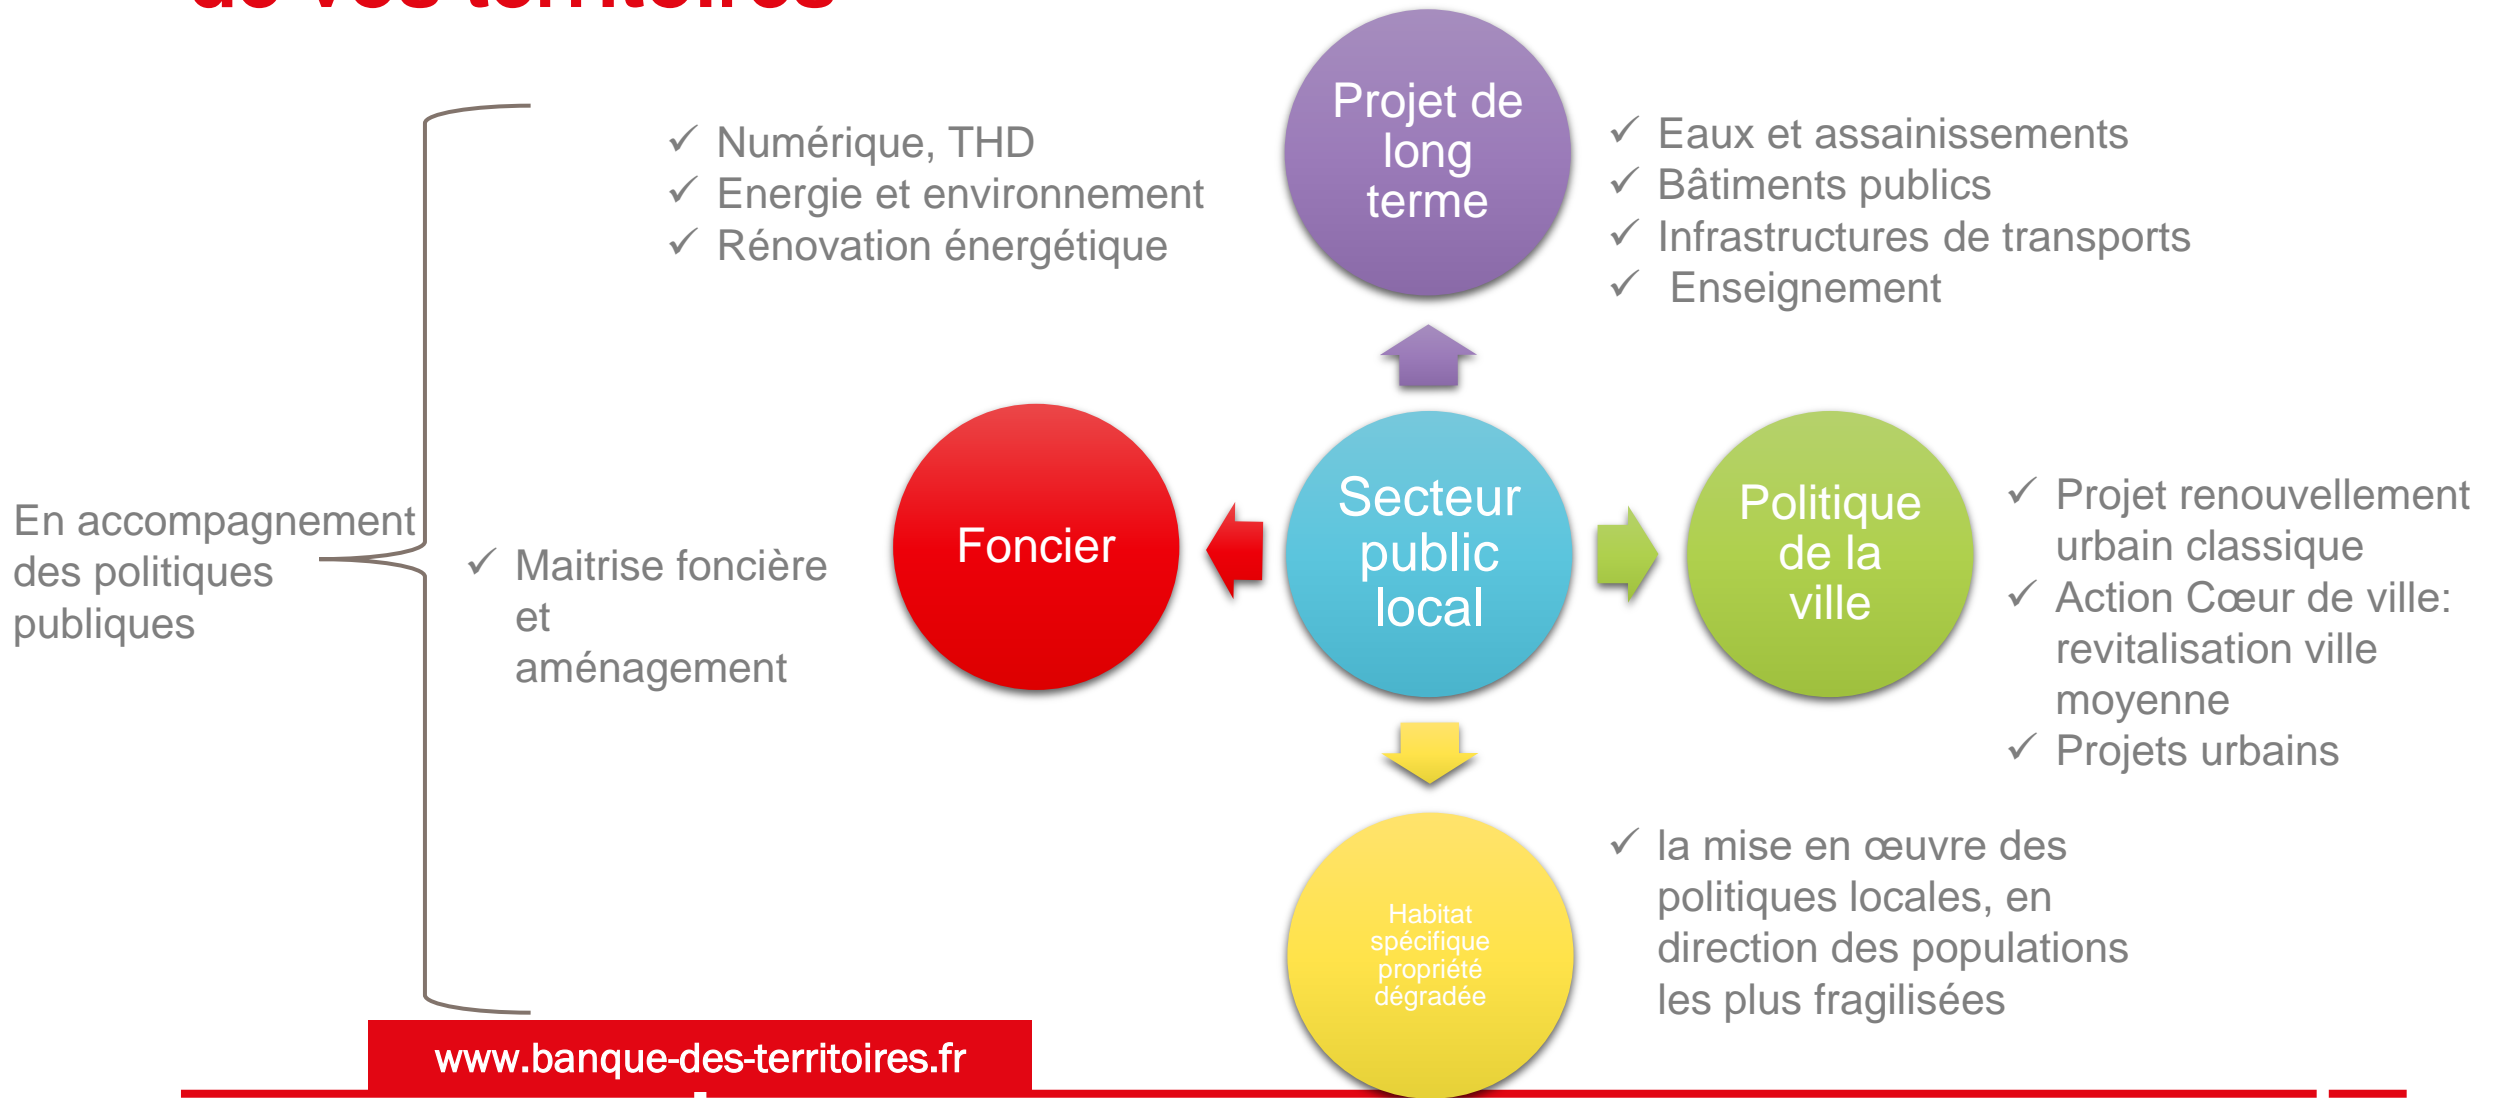 de vos territoires
Projet de
long
terme
Numérique, THD
Energie et environnement
Rénovation énergétique
Eaux et assainissements
Bâtiments publics
Infrastructures de transports
Enseignement
En accompagnement
des politiques
publiques
Maitrise foncière
et
aménagement
Foncier
Secteur
public
local
Politique
de la
ville
Projet renouvellement
urbain classique
Action Cœur de ville:
revitalisation ville
moyenne
Projets urbains
Habitat
spécifique
propriété
dégradée
la mise en œuvre des
politiques locales, en
direction des populations
les plus fragilisées
www.banque-des-territoires.fr